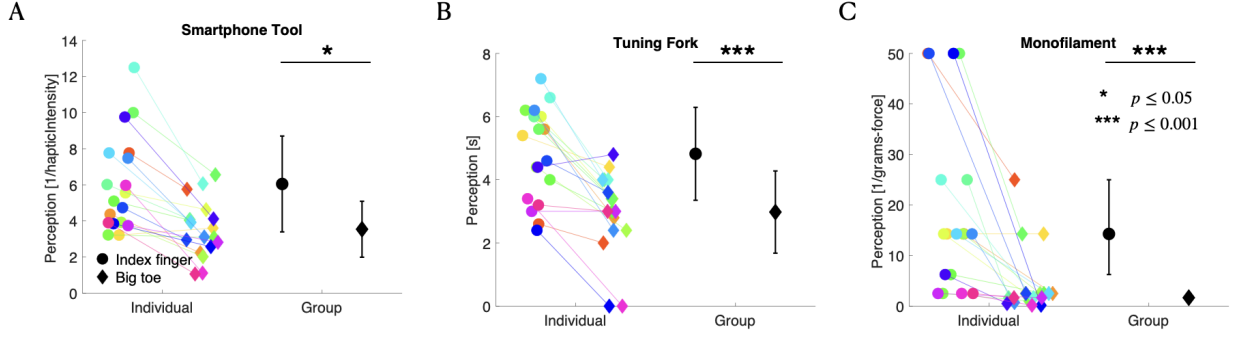 A
Smartphone Tool
14
12
10
8
6
4
2
0
Perception [1/hapticIntensity]
*
Index finger
Big toe
Individual
Group
B
Tuning Fork
8
6
4
2
0
Perception [s]
***
Individual
Group
C
Monofilament
50
40
30
20
10
0
Perception [1/grams-force]
***
* p ≤ 0.05
*** p ≤ 0.001
Individual
Group